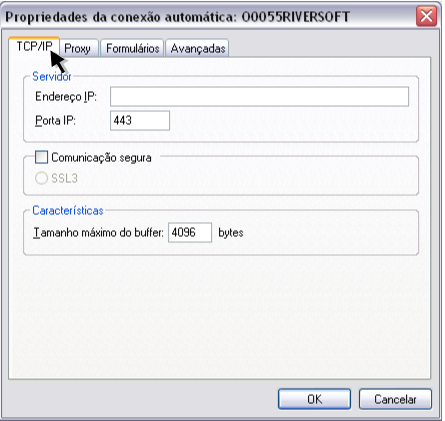 Propriedades da conexão automática: O0055RIVERSOFT
TCP/IP Proxy Formulários Avançadas
Servidor
Endereço IP:
Porta IP: 443
Comunicação segura
SSL3
Características
Tamanho máximo do buffer: 4096 bytes
OK Cancelar